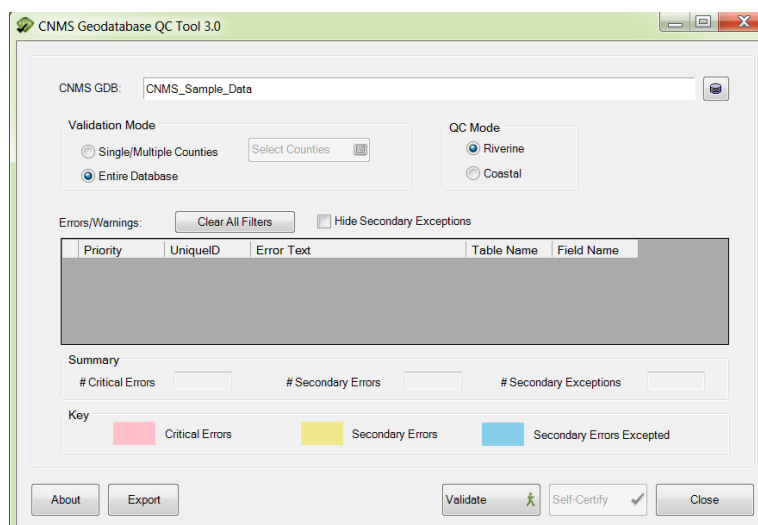 CNMS Geodatabase QC Tool 3.0
CNMS GDB: CNMS_Sample_Data
Validation Mode
QC Mode
Single/Multiple Counties Select Counties
Riverine
Entire Database
Coastal
Errors/Warnings: Clear All Filters Hide Secondary Exceptions
Priority UniqueID Error Text Table Name Field Name
Summary
# Critical Errors # Secondary Errors # Secondary Exceptions
Key
Critical Errors Secondary Errors Secondary Errors Excepted
About Export Validate Self-Certify Close